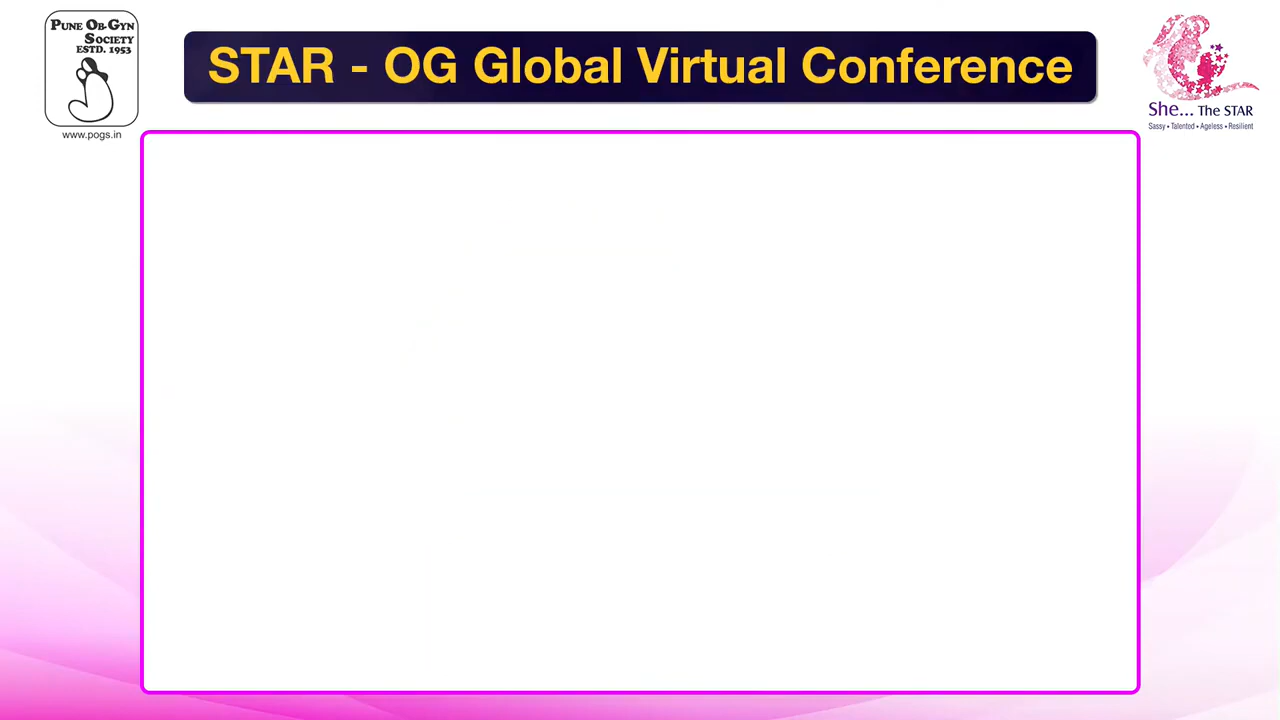 PUNE OB-GYN
SOCIETY
ESTD. 1953
www.pogs.in
STAR - OG Global Virtual Conference
She... THE STAR
Sassy • Talented • Ageless • Resilient